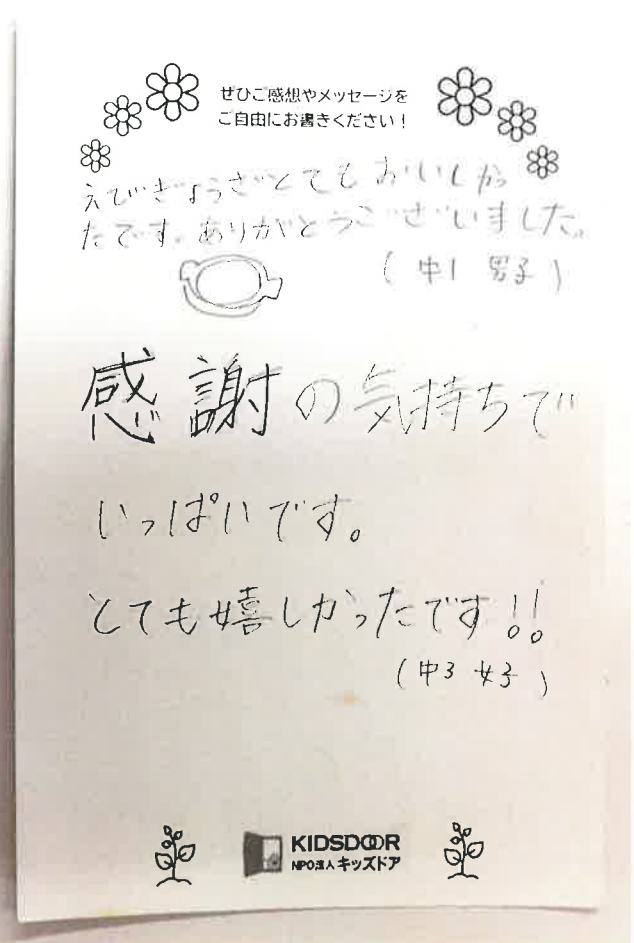 ぜひご感想やメッセージを
ご自由にお書きください！
えびぎょうざとてもおいしかっ
たです。ありがとうございました。
（中1 男子）
感謝の気持ちで
いっぱいです。
とても嬉しかったです!!
（中3 女子）
KIDSDOOR
NPO法人キッズドア